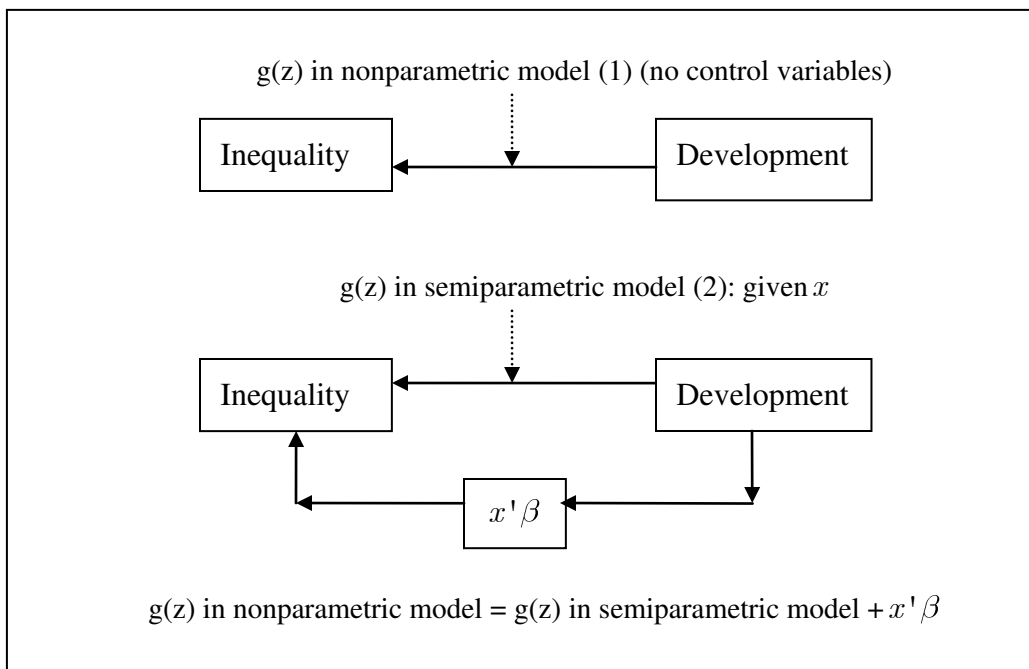 g(z) in nonparametric model (1) (no control variables)
Inequality
Development
g(z) in semiparametric model (2): given x
Inequality
Development
x'β
g(z) in nonparametric model = g(z) in semiparametric model + x'β